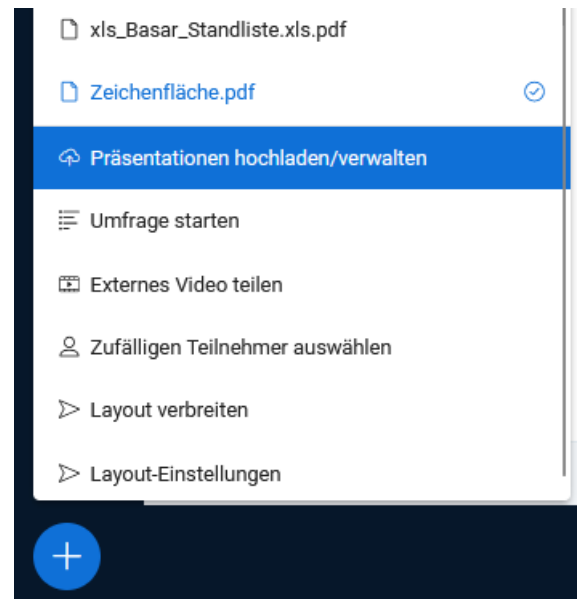 xls_Basar_Standliste.xls.pdf
Zeichenfläche.pdf
Präsentationen hochladen/verwalten
Umfrage starten
Externes Video teilen
Zufälligen Teilnehmer auswählen
Layout verbreiten
Layout-Einstellungen